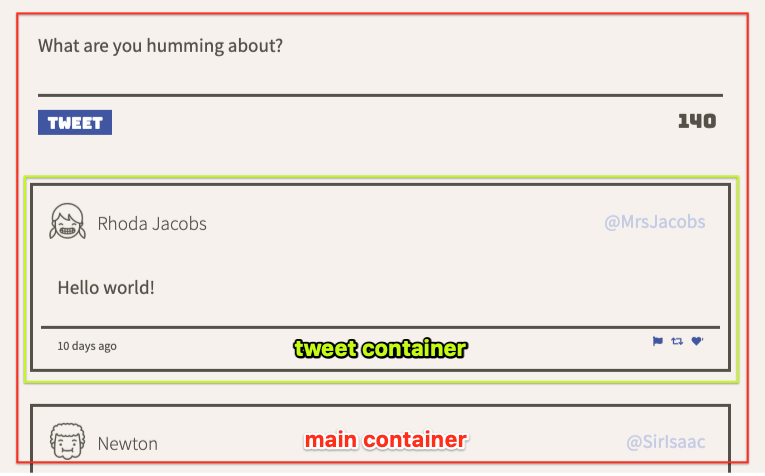 What are you humming about?
TWEET 140
Rhoda Jacobs @MrsJacobs
Hello world!
10 days ago
tweet container
Newton @SirIsaac
main container